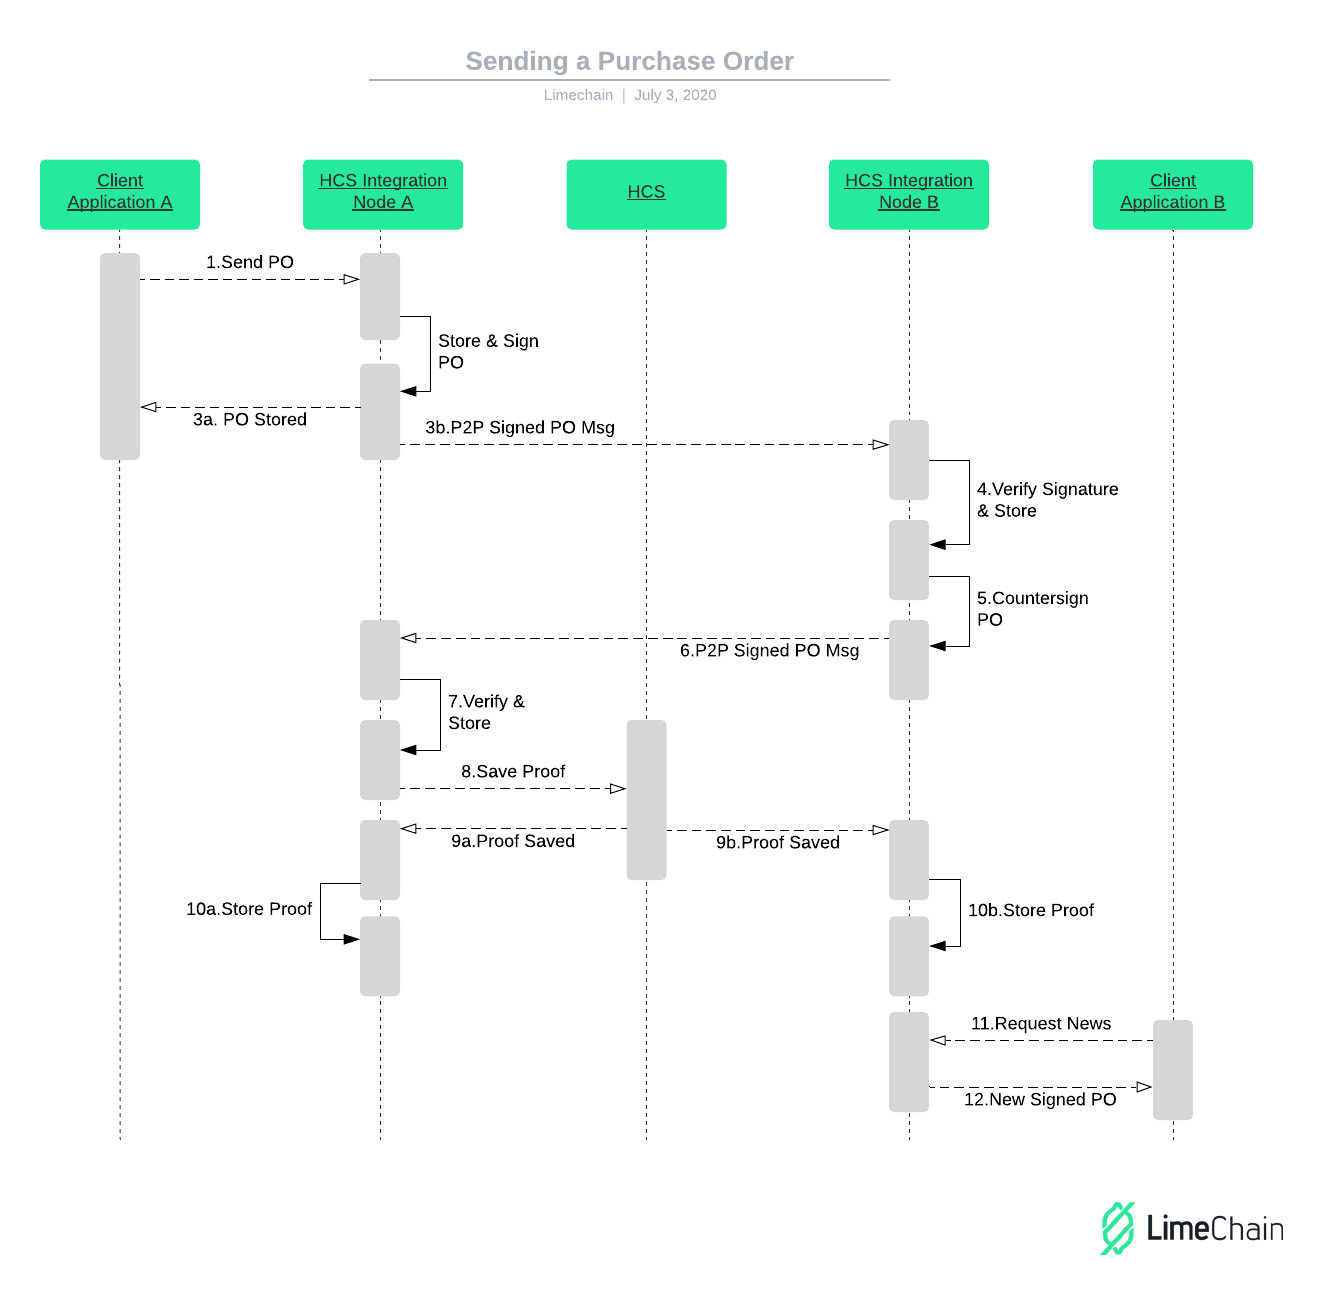 Sending a Purchase Order
Limechain | July 3, 2020
Client
Application A
HCS Integration
Node A
HCS
HCS Integration
Node B
Client
Application B
1.Send PO
Store & Sign
PO
3a. PO Stored
3b.P2P Signed PO Msg
4.Verify Signature
& Store
5.Countersign
PO
6.P2P Signed PO Msg
7.Verify &
Store
8.Save Proof
9a.Proof Saved
9b.Proof Saved
10a.Store Proof
10b.Store Proof
11.Request News
12.New Signed PO
LimeChain